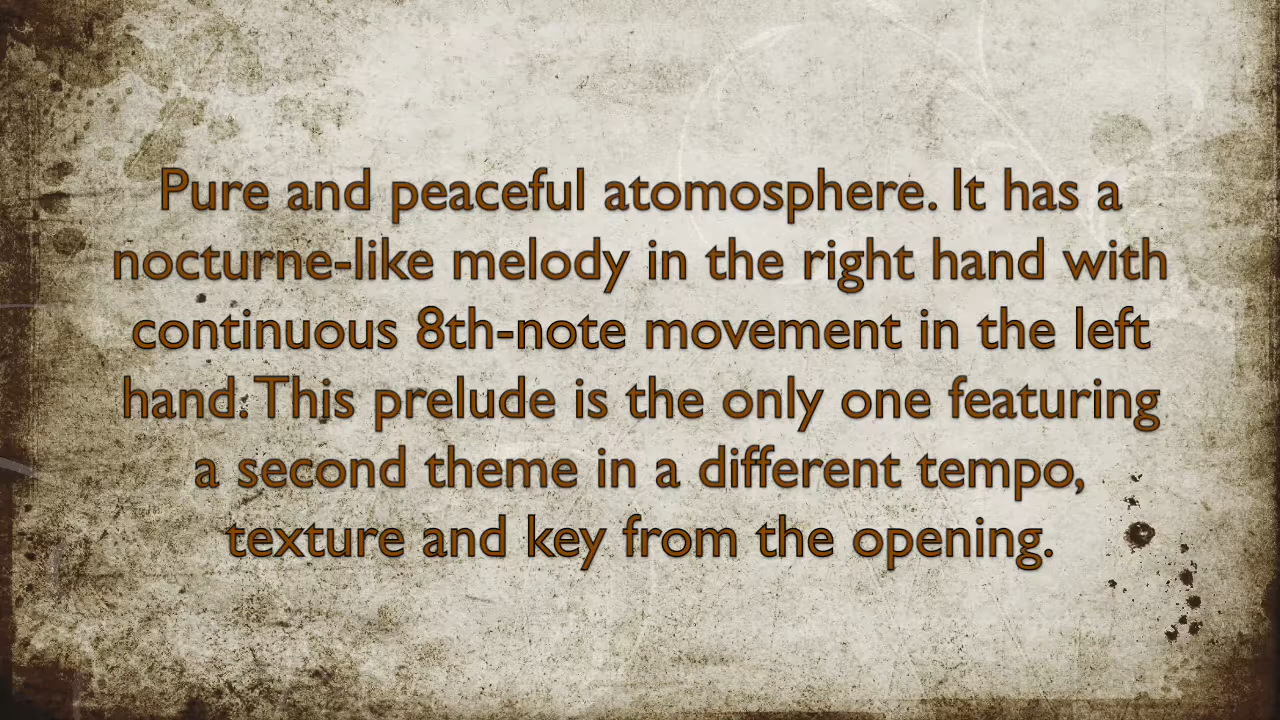 Pure and peaceful atomosphere. It has a
nocturne-like melody in the right hand with
continuous 8th-note movement in the left
hand. This prelude is the only one featuring
a second theme in a different tempo,
texture and key from the opening.